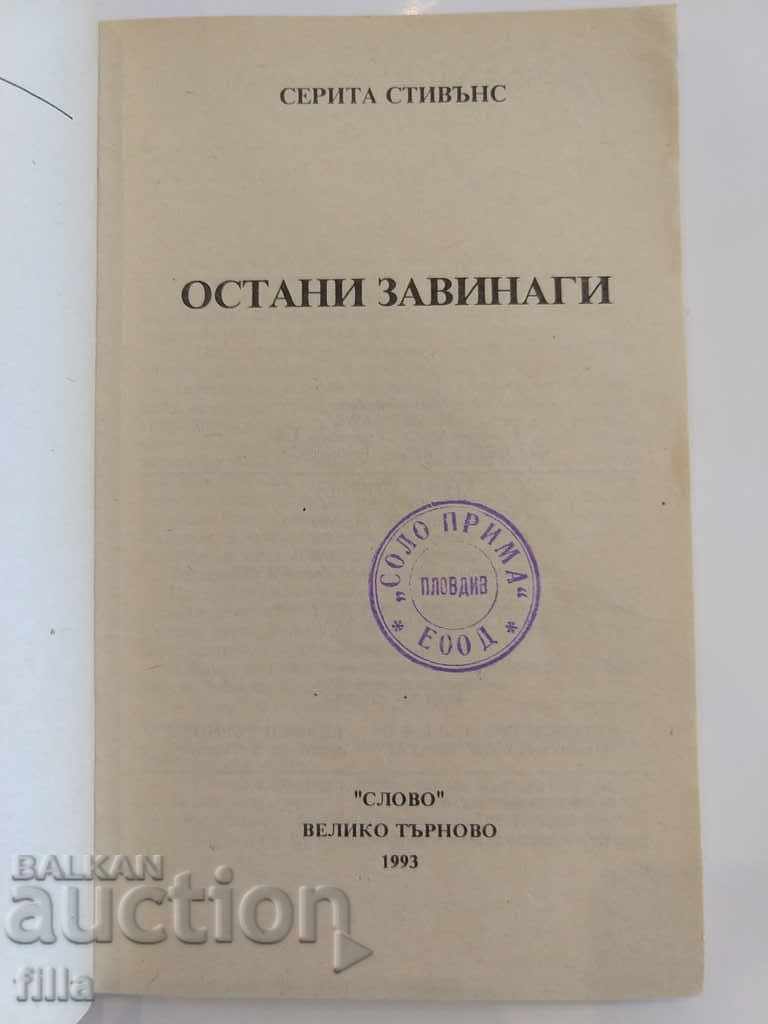 СЕРИТА СТИВЪНС
ОСТАНИ ЗАВИНАГИ
„СОЛО ПРИМА“
ПЛОВДИВ
* ЕООД *
"СЛОВО"
ВЕЛИКО ТЪРНОВО
1993
BALKAN
auction
filla